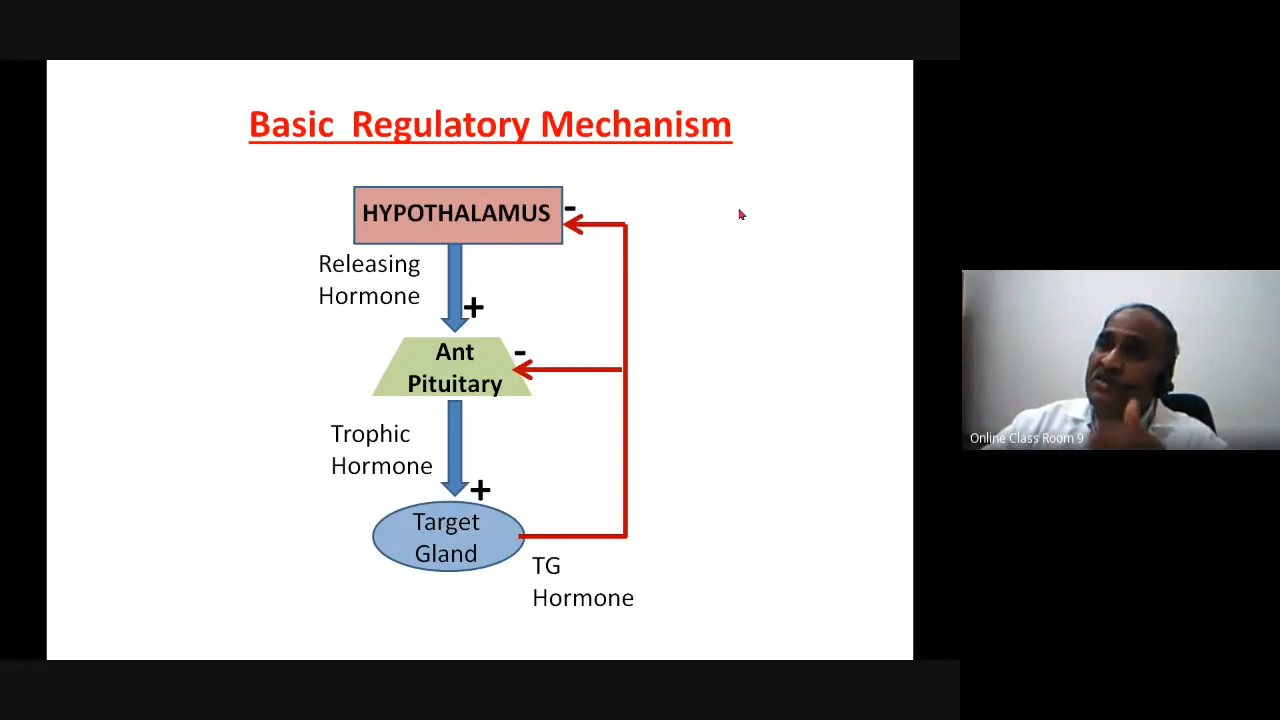 Basic Regulatory Mechanism
HYPOTHALAMUS
-
Releasing
Hormone
+
Ant
Pituitary
-
Trophic
Hormone
+
Target
Gland
TG
Hormone
Online Class Room 9